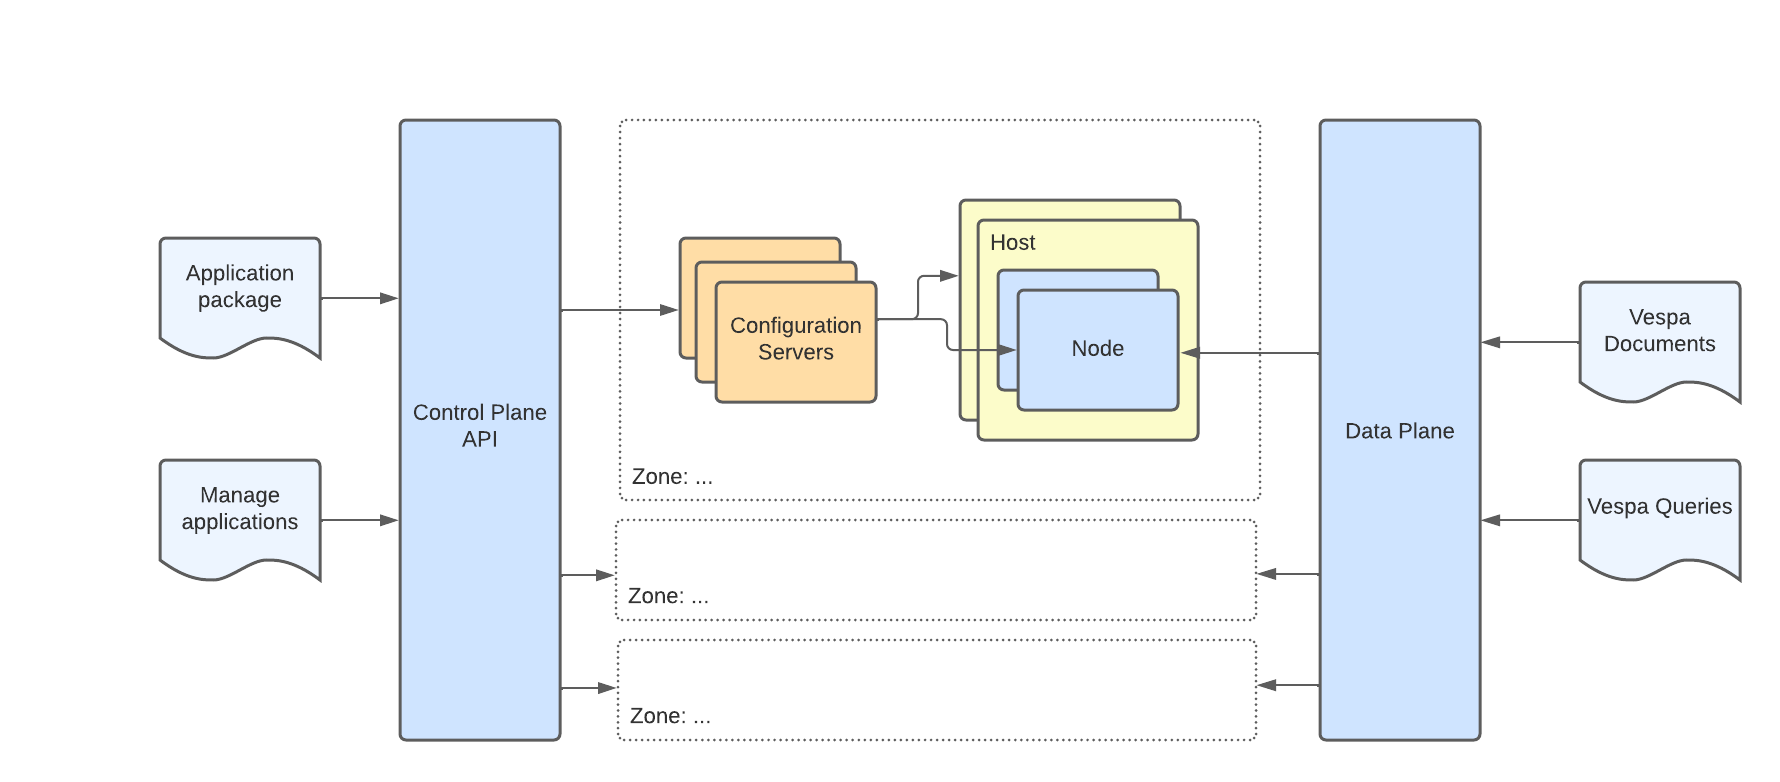 Application
package
Manage
applications
Control Plane
API
Configuration
Servers
Host
Node
Zone: ...
Zone: ...
Zone: ...
Data Plane
Vespa
Documents
Vespa Queries